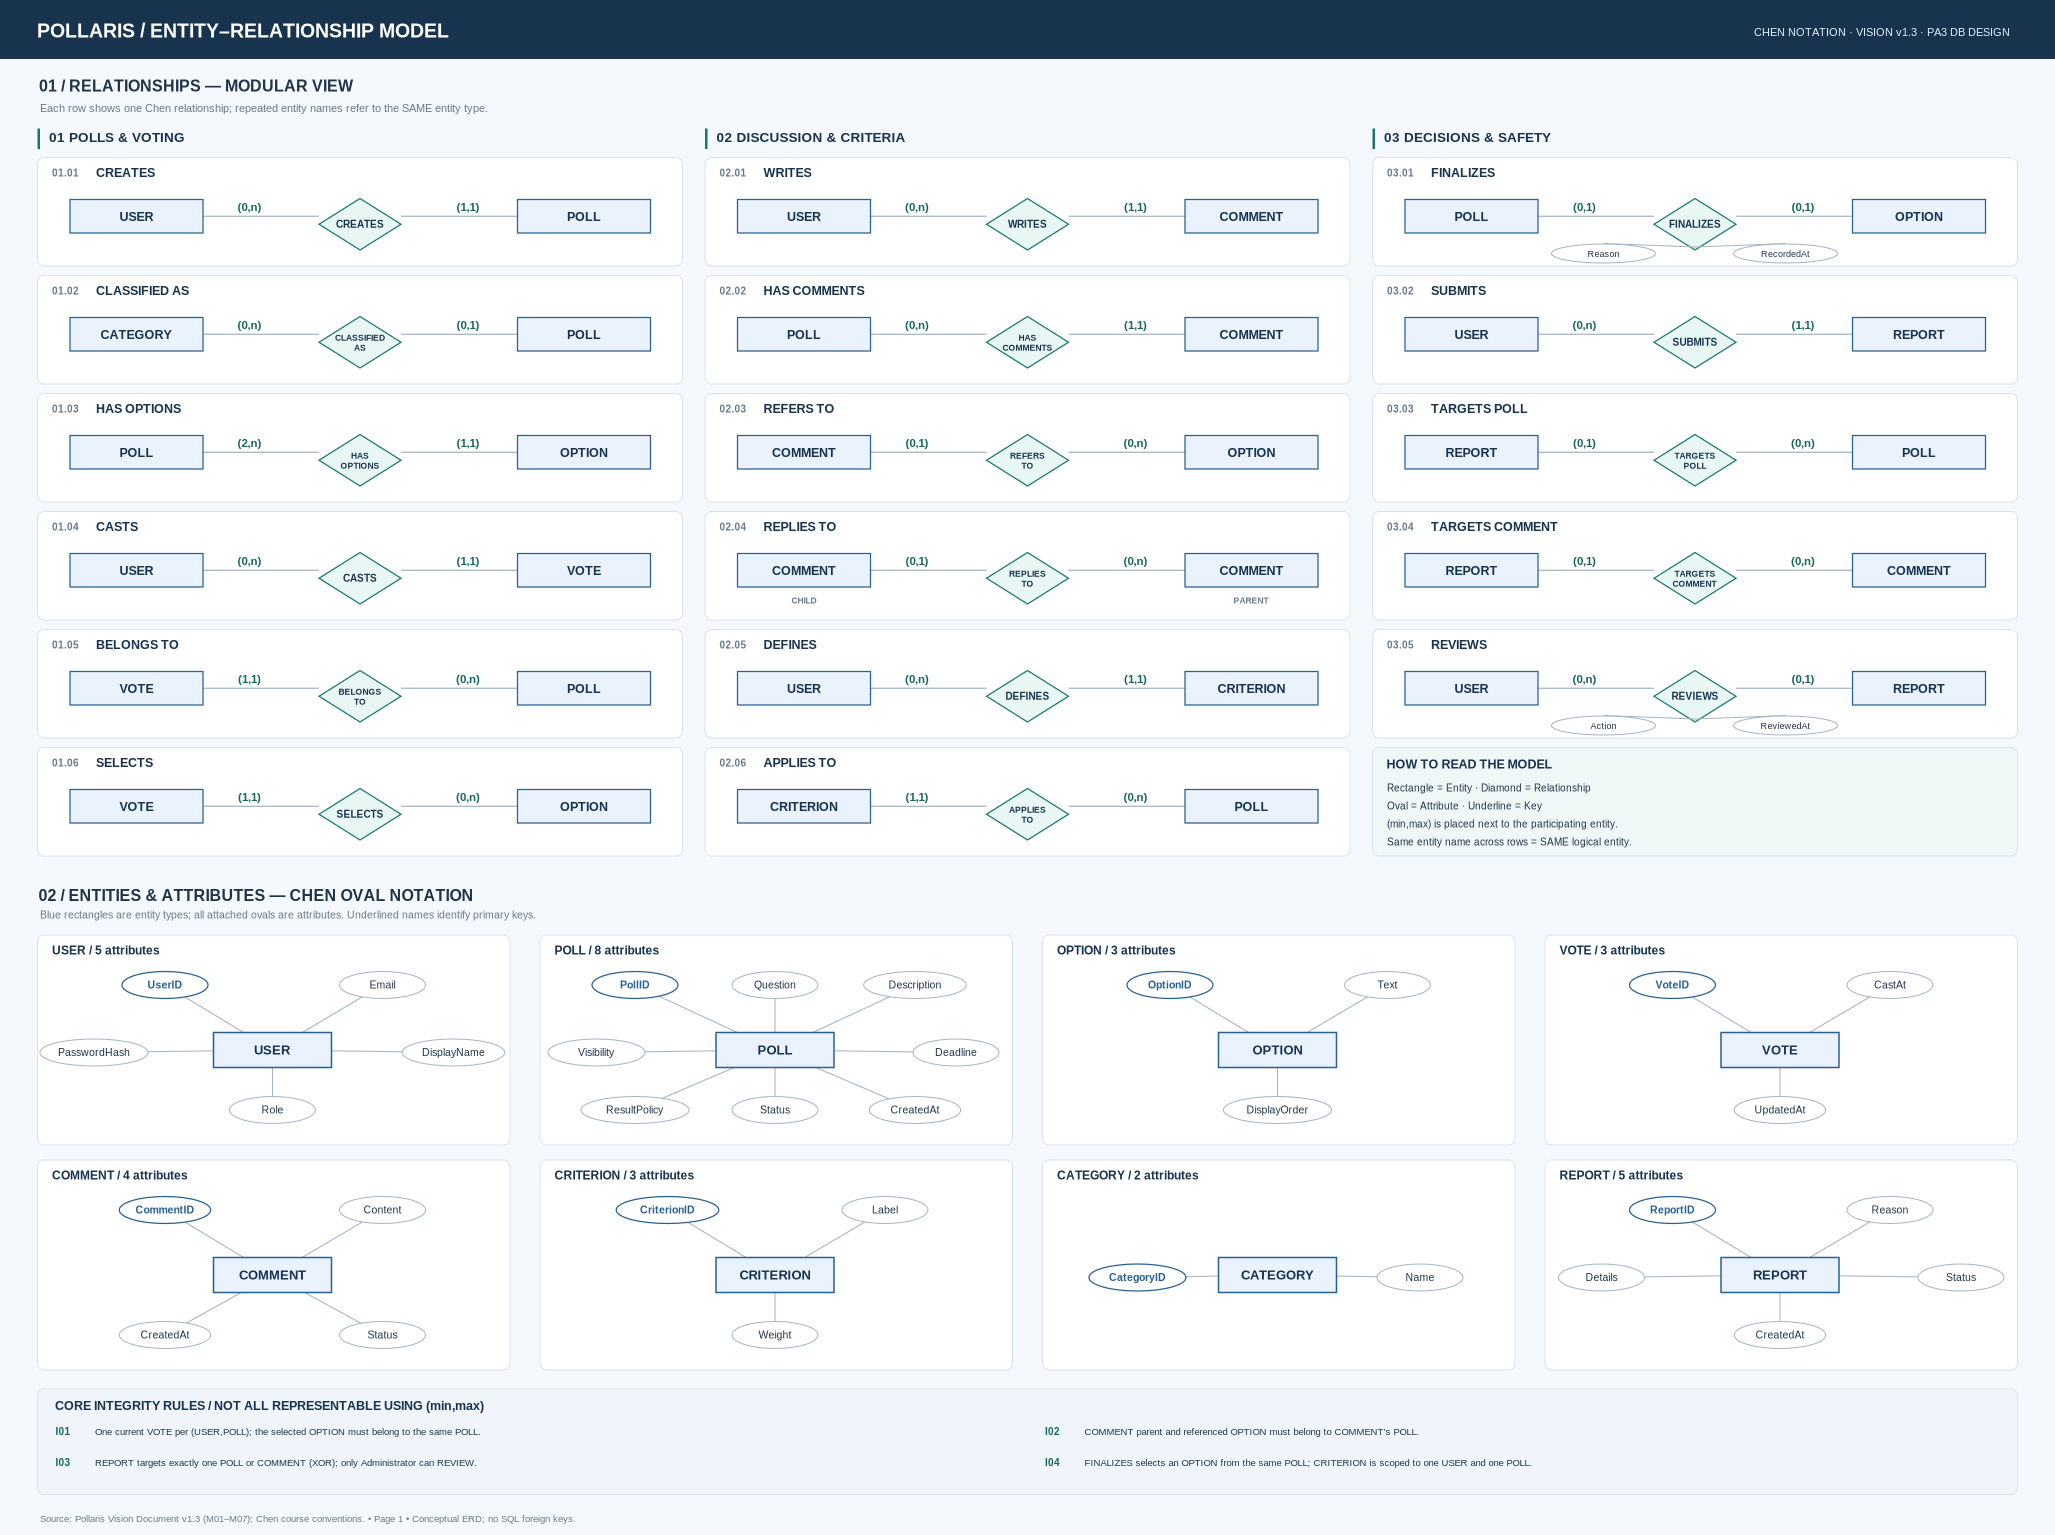 POLLARIS / ENTITY–RELATIONSHIP MODEL
CHEN NOTATION · VISION v1.3 · PA3 DB DESIGN
01 / RELATIONSHIPS — MODULAR VIEW
Each row shows one Chen relationship; repeated entity names refer to the SAME entity type.
01 POLLS & VOTING
01.01 CREATES
USER (0,n) CREATES (1,1) POLL
01.02 CLASSIFIED AS
CATEGORY (0,n) CLASSIFIED AS (0,1) POLL
01.03 HAS OPTIONS
POLL (2,n) HAS OPTIONS (1,1) OPTION
01.04 CASTS
USER (0,n) CASTS (1,1) VOTE
01.05 BELONGS TO
VOTE (1,1) BELONGS TO (0,n) POLL
01.06 SELECTS
VOTE (1,1) SELECTS (0,n) OPTION
02 DISCUSSION & CRITERIA
02.01 WRITES
USER (0,n) WRITES (1,1) COMMENT
02.02 HAS COMMENTS
POLL (0,n) HAS COMMENTS (1,1) COMMENT
02.03 REFERS TO
COMMENT (0,1) REFERS TO (0,n) OPTION
02.04 REPLIES TO
COMMENT (0,1) REPLIES TO (0,n) COMMENT
CHILD PARENT
02.05 DEFINES
USER (0,n) DEFINES (1,1) CRITERION
02.06 APPLIES TO
CRITERION (1,1) APPLIES TO (0,n) POLL
03 DECISIONS & SAFETY
03.01 FINALIZES
POLL (0,1) FINALIZES (0,1) OPTION
Reason RecordedAt
03.02 SUBMITS
USER (0,n) SUBMITS (1,1) REPORT
03.03 TARGETS POLL
REPORT (0,1) TARGETS POLL (0,n) POLL
03.04 TARGETS COMMENT
REPORT (0,1) TARGETS COMMENT (0,n) COMMENT
03.05 REVIEWS
USER (0,n) REVIEWS (0,1) REPORT
Action ReviewedAt
HOW TO READ THE MODEL
Rectangle = Entity · Diamond = Relationship
Oval = Attribute · Underline = Key
(min,max) is placed next to the participating entity.
Same entity name across rows = SAME logical entity.
02 / ENTITIES & ATTRIBUTES — CHEN OVAL NOTATION
Blue rectangles are entity types; all attached ovals are attributes. Underlined names identify primary keys.
USER / 5 attributes
UserID Email
PasswordHash USER DisplayName
Role
POLL / 8 attributes
PollID Question Description
Visibility POLL Deadline
ResultPolicy Status CreatedAt
OPTION / 3 attributes
OptionID Text
OPTION
DisplayOrder
VOTE / 3 attributes
VoteID CastAt
VOTE
UpdatedAt
COMMENT / 4 attributes
CommentID Content
COMMENT
CreatedAt Status
CRITERION / 3 attributes
CriterionID Label
CRITERION
Weight
CATEGORY / 2 attributes
CategoryID CATEGORY Name
REPORT / 5 attributes
ReportID Reason
Details REPORT Status
CreatedAt
CORE INTEGRITY RULES / NOT ALL REPRESENTABLE USING (min,max)
I01 One current VOTE per (USER,POLL); the selected OPTION must belong to the same POLL.
I02 COMMENT parent and referenced OPTION must belong to COMMENT's POLL.
I03 REPORT targets exactly one POLL or COMMENT (XOR); only Administrator can REVIEW.
I04 FINALIZES selects an OPTION from the same POLL; CRITERION is scoped to one USER and one POLL.
Source: Pollaris Vision Document v1.3 (M01–M07); Chen course conventions. • Page 1 • Conceptual ERD; no SQL foreign keys.